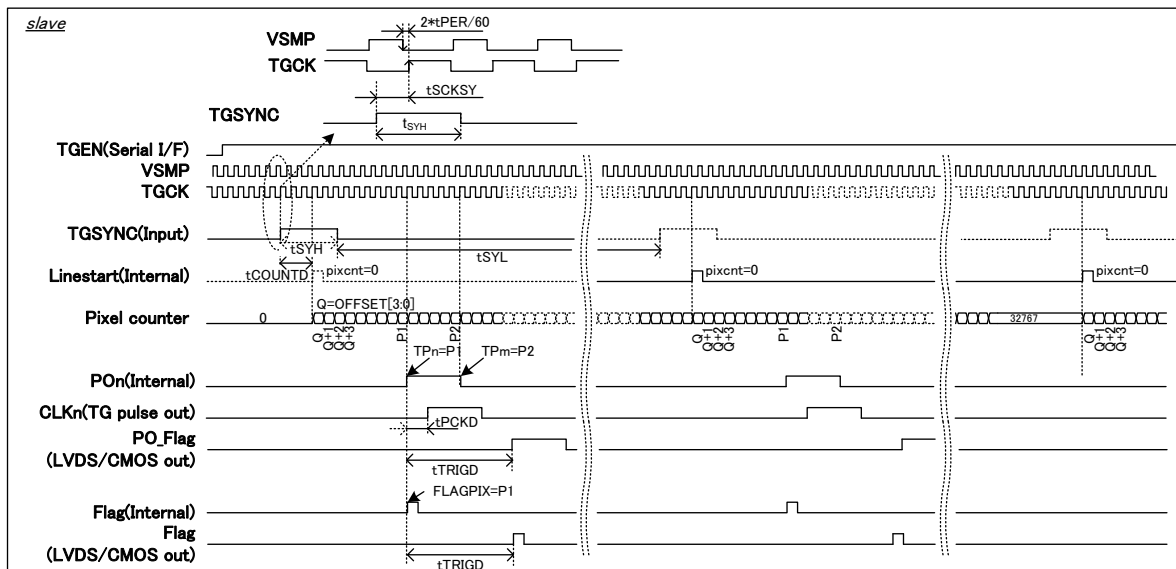 slave
2*tPER/60
VSMP
TGCK
tSCKSY
TGSYNC
tSYH
TGEN(Serial I/F)
VSMP
TGCK
TGSYNC(Input)
tSYH
tSYL
tCOUNTD
Linestart(Internal)
pixcnt=0
pixcnt=0
pixcnt=0
Q=OFFSET[3:0]
Pixel counter
0
32767
Q
Q+1
Q+2
Q+3
P1
P2
Q
Q+1
Q+2
Q+3
P1
P2
Q
Q+1
Q+2
Q+3
TPn=P1
TPm=P2
POn(Internal)
CLKn(TG pulse out)
tPCKD
PO_Flag
(LVDS/CMOS out)
tTRIGD
FLAGPIX=P1
Flag(Internal)
Flag
(LVDS/CMOS out)
tTRIGD